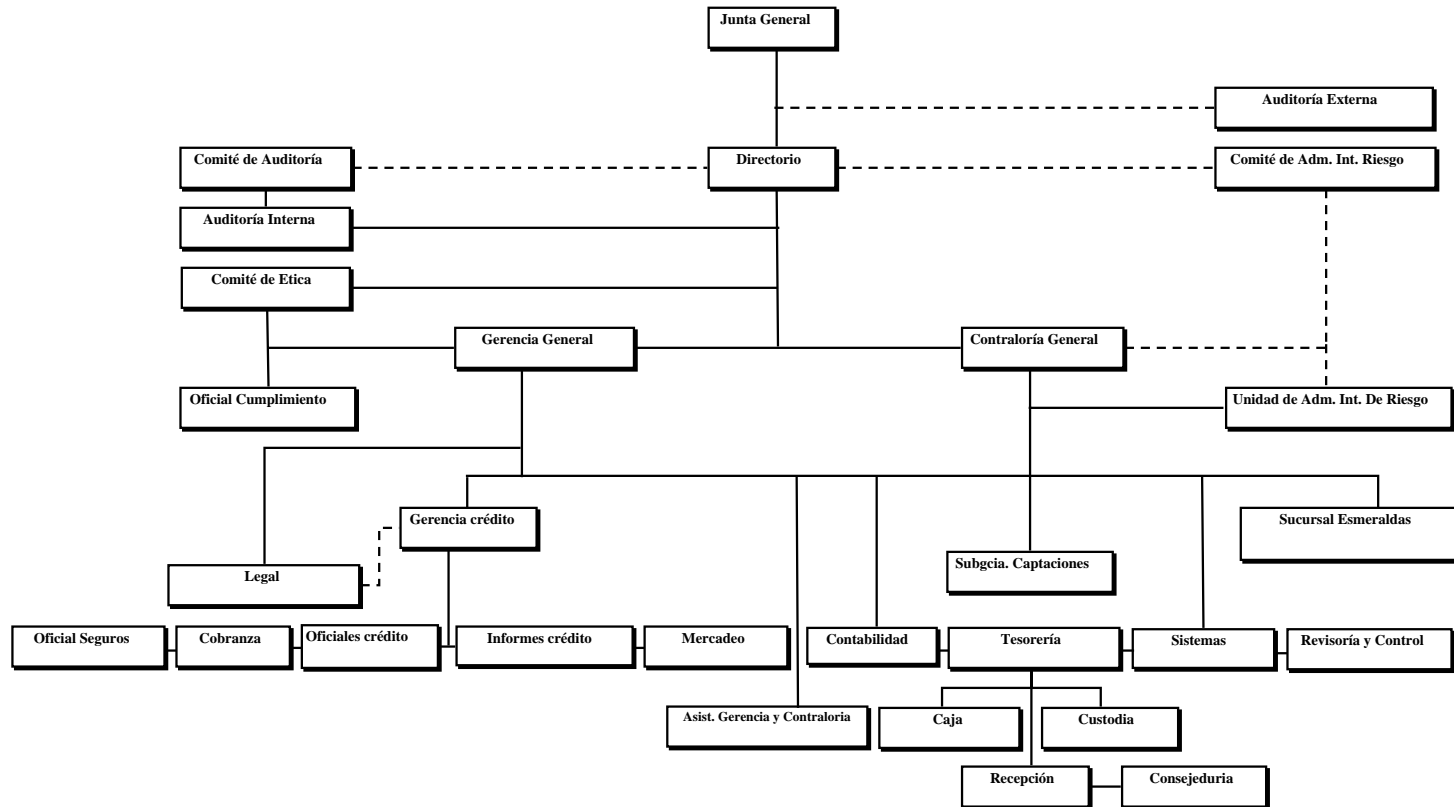 Junta General
Auditoría Externa
Comité de Auditoría
Directorio
Comité de Adm. Int. Riesgo
Auditoría Interna
Comité de Etica
Gerencia General
Contraloría General
Oficial Cumplimiento
Unidad de Adm. Int. De Riesgo
Gerencia crédito
Sucursal Esmeraldas
Legal
Subgcia. Captaciones
Oficial Seguros
Cobranza
Oficiales crédito
Informes crédito
Mercadeo
Contabilidad
Tesorería
Sistemas
Revisoría y Control
Asist. Gerencia y Contraloria
Caja
Custodia
Recepción
Consejeduria